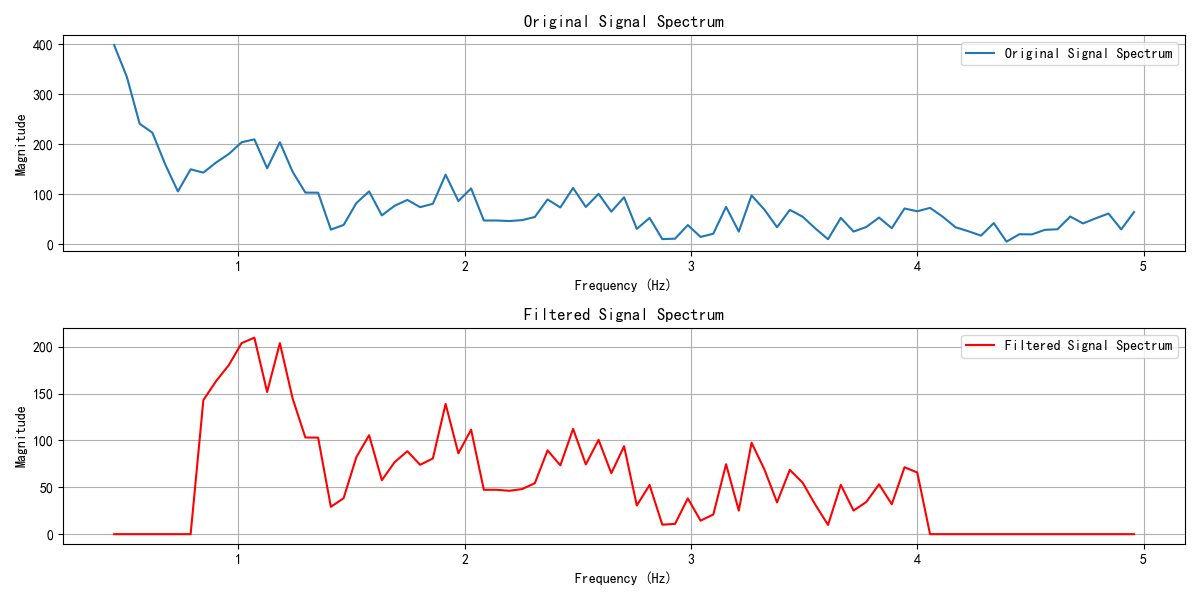 Original Signal Spectrum
400
300
200
100
0
Magnitude
Original Signal Spectrum
1
2
3
4
5
Frequency (Hz)
Filtered Signal Spectrum
200
150
100
50
0
Magnitude
Filtered Signal Spectrum
1
2
3
4
5
Frequency (Hz)